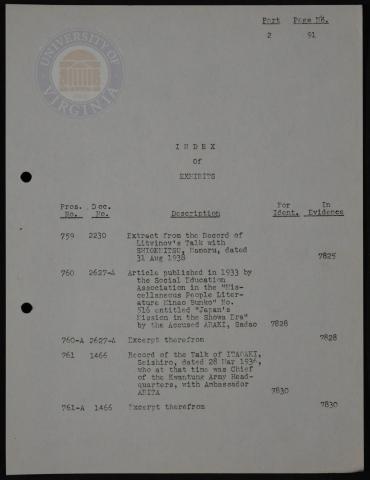 Part Page No.
2 91
UNIVERSITY OF VIRGINIA
I N D E X
Of
EXHIBITS
Pros. Doc. For In
No. No. Description Ident. Evidence
759 2230 Extract from the Record of
Litvinov's Talk with
SHIGEMITSU, Mamoru, dated
31 Aug 1938 7825
760 2627-A Article published in 1933 by
the Social Education
Association in the "Mis-
cellaneous People Liter-
ature Minao Bunko" No.
516 entitled "Japan's
Mission in the Showa Era"
by the Accused ARAKI, Sadao 7828
760-A 2627-A Excerpt therefrom 7828
761 1466 Record of the Talk of ITAGAKI,
Seishiro, dated 28 Mar 1936,
who at that time was Chief
of the Kwantung Army Head-
quarters, with Ambassador
ARITA 7830
761-A 1466 Excerpt therefrom 7830